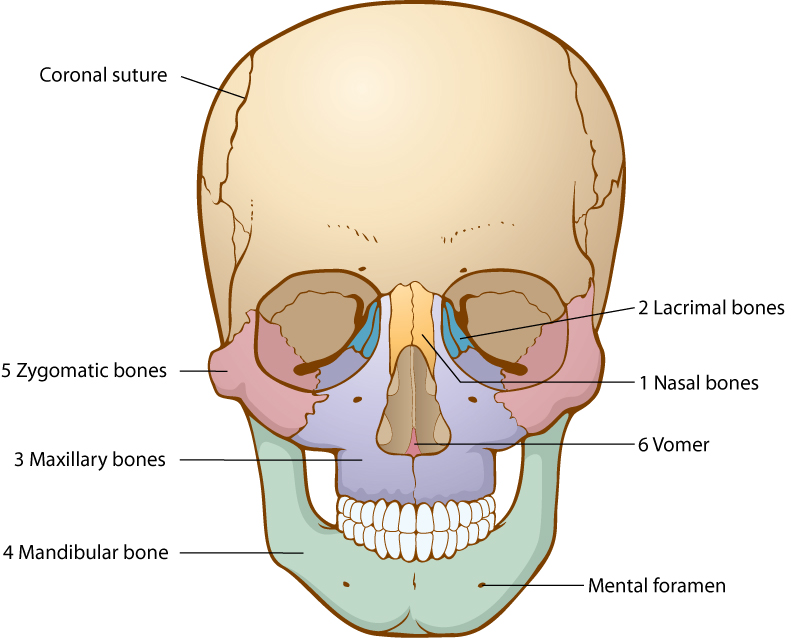 Coronal suture
2 Lacrimal bones
5 Zygomatic bones
1 Nasal bones
6 Vomer
3 Maxillary bones
4 Mandibular bone
Mental foramen